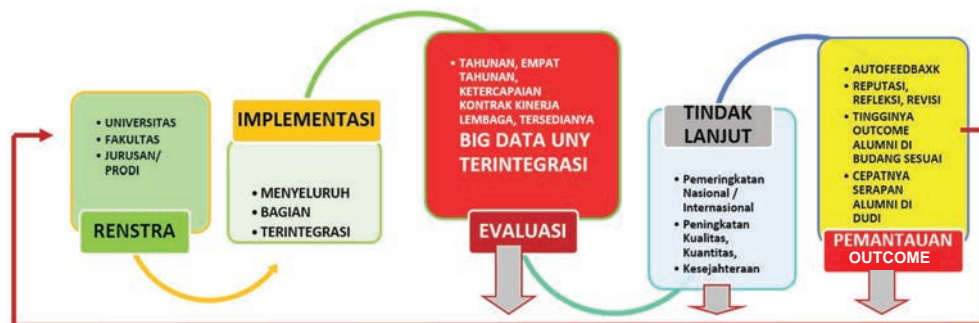 • UNIVERSITAS
• FAKULTAS
• JURUSAN/
PRODI
RENSTRA
IMPLEMENTASI
• MENYELURUH
• BAGIAN
• TERINTEGRASI
• TAHUNAN, EMPAT
TAHUNAN,
KETERCAPAIAN
KONTRAK KINERJA
LEMBAGA, TERSEDIANYA
BIG DATA UNY
TERINTEGRASI
EVALUASI
TINDAK
LANJUT
• Pemeringkatan
Nasional /
Internasional
• Peningkatan
Kualitas,
Kuantitas,
• Kesejahteraan
• AUTOFEEDBAXK
• REPUTASI,
REFLEKSI, REVISI
• TINGGINYA
OUTCOME
ALUMNI DI
BUDANG SESUAI
• CEPATNYA
SERAPAN
ALUMNI DI
DUDI
PEMANTAUAN
OUTCOME